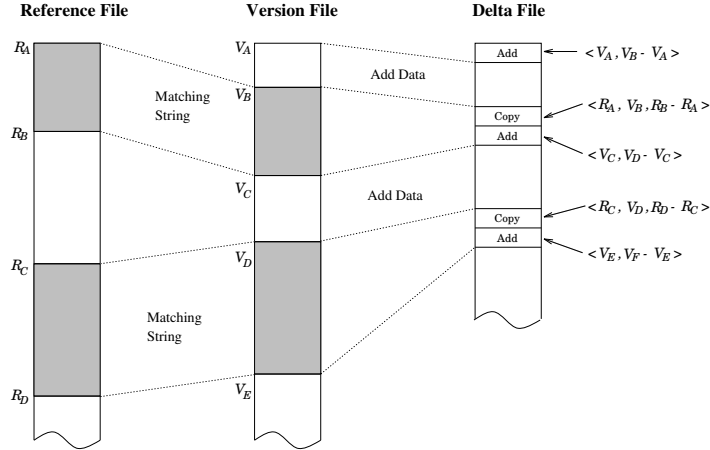 Reference File
Version File
Delta File
R_A
V_A
Add
< V_A, V_B - V_A >
Add Data
Matching
String
V_B
Copy
< R_A, V_B, R_B - R_A >
R_B
Add
< V_C, V_D - V_C >
V_C
Add Data
Copy
< R_C, V_D, R_D - R_C >
Add
< V_E, V_F - V_E >
R_C
V_D
Matching
String
R_D
V_E